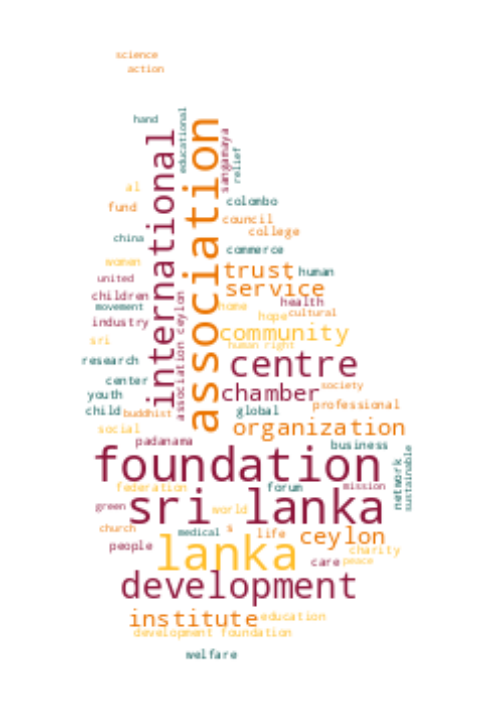 science
action
hand
educational
international
association
sangamaya
relief
al
fund
colombo
council
college
china
commerce
women
united
trust
human
service
children
movement
home
health
industry
association ceylon
hope
cultural
community
sri
human right
research
centre
center
youth
chamber
society
child
buddhist
global
professional
social
organization
padanama
business
foundation
network
sustainable
federation
forum
mission
green
sri lanka
world
church
medical
s
life
ceylon
people
lanka
charity
care
peace
development
institute
education
development foundation
welfare